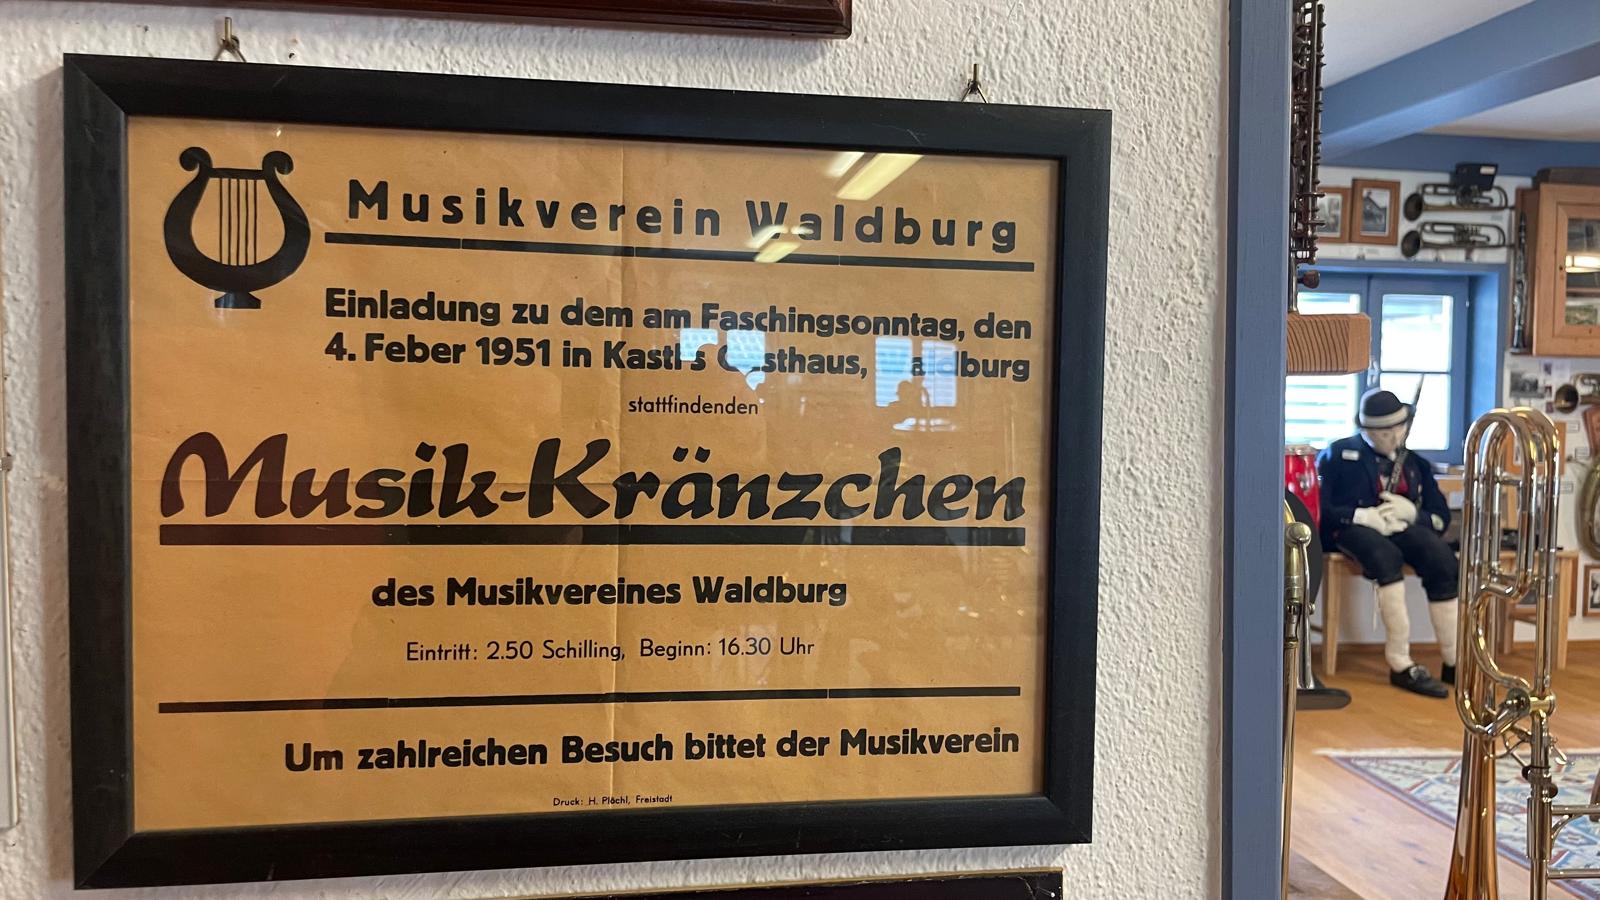 Musikverein Waldburg
Einladung zu dem am Faschingsonntag, den
4. Feber 1951 in Kastl's Gasthaus, Waldburg
stattfindenden
Musik-Kränzchen
des Musikvereines Waldburg
Eintritt: 2.50 Schilling, Beginn: 16.30 Uhr
Um zahlreichen Besuch bittet der Musikverein
Druck: H. Plöchl, Freistadt